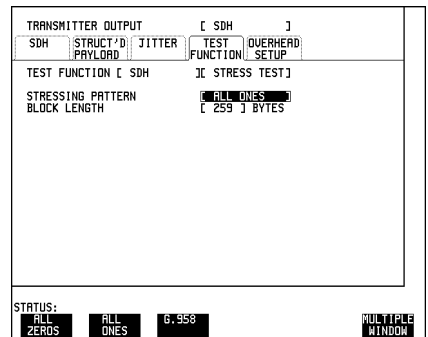 TRANSMITTER OUTPUT [ SDH ]
SDH STRUCT'D PAYLOAD JITTER TEST FUNCTION OVERHEAD SETUP
TEST FUNCTION [ SDH ][ STRESS TEST]
STRESSING PATTERN [ ALL ONES ]
BLOCK LENGTH [ 259 ] BYTES
STATUS:
ALL ZEROS ALL ONES G.958 MULTIPLE WINDOW